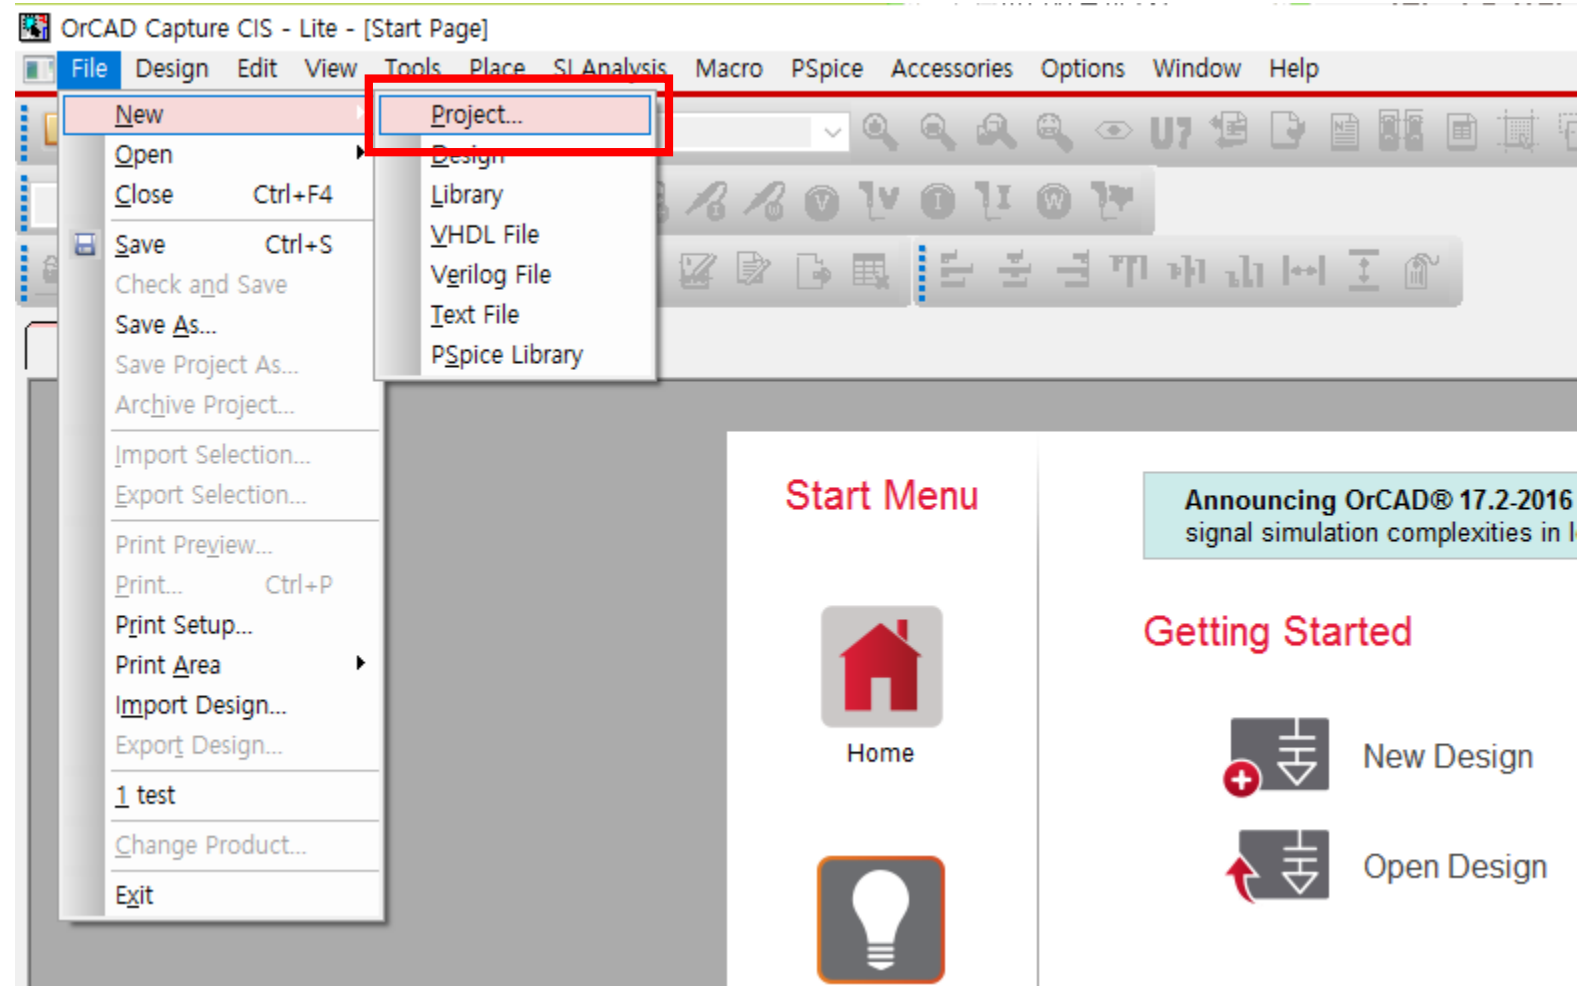 OrCAD Capture CIS - Lite - [Start Page]
File Design Edit View Tools Place SI Analysis Macro PSpice Accessories Options Window Help
New
Open
Close Ctrl+F4
Save Ctrl+S
Check and Save
Save As...
Save Project As...
Archive Project...
Import Selection...
Export Selection...
Print Preview...
Print... Ctrl+P
Print Setup...
Print Area
Import Design...
Export Design...
1 test
Change Product...
Exit
Project...
Design
Library
VHDL File
Verilog File
Text File
PSpice Library
U?
V
I
W
Start Menu
Home
Announcing OrCAD® 17.2-2016
signal simulation complexities in
Getting Started
New Design
Open Design